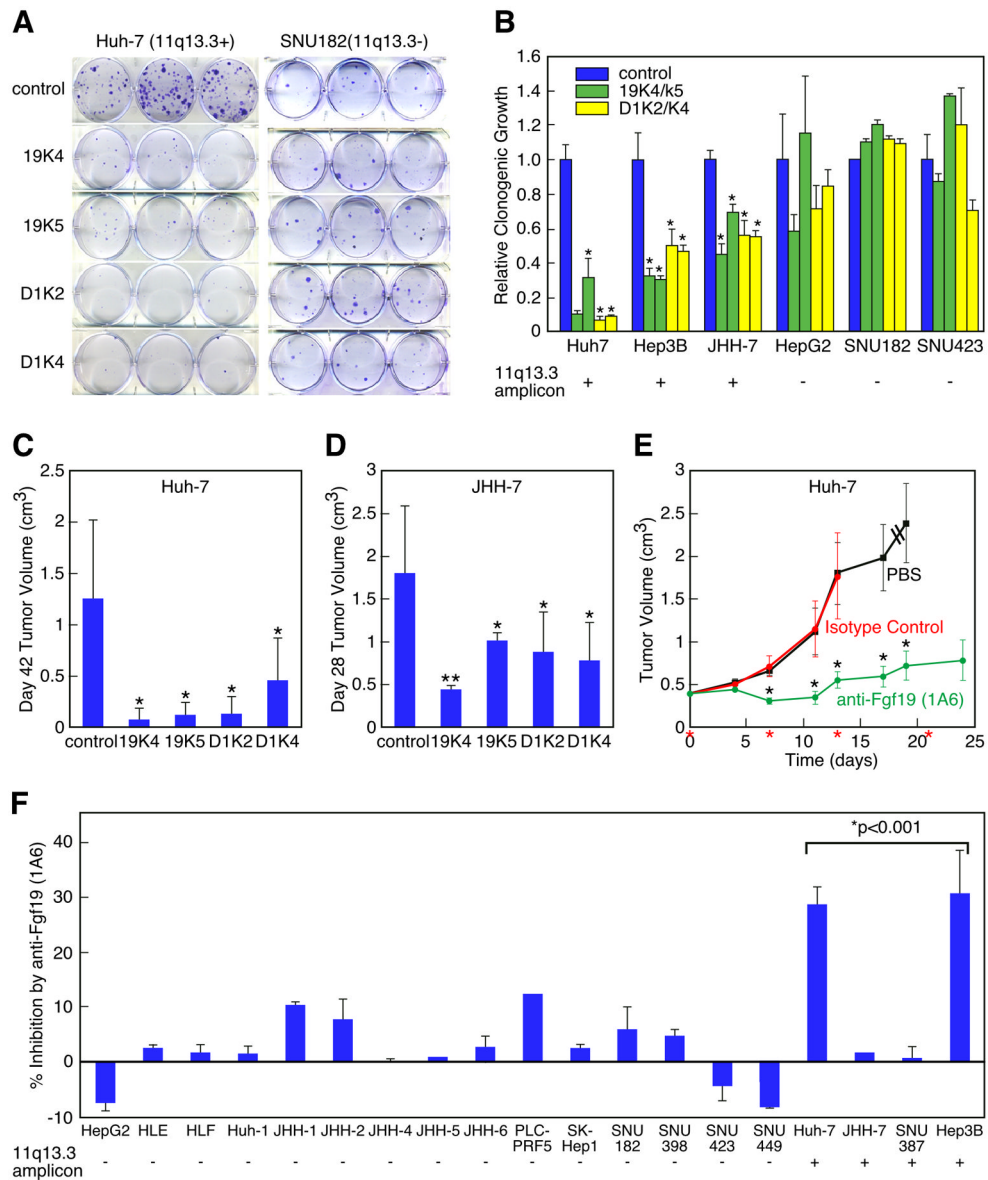 A
Huh-7 (11q13.3+)
SNU182(11q13.3-)
control
19K4
19K5
D1K2
D1K4
B
Relative Clonogenic Growth
1.6
1.4
1.2
1.0
0.8
0.6
0.4
0.2
0
control
19K4/k5
D1K2/K4
* * * * * * * * * * *
Huh7 Hep3B JHH-7 HepG2 SNU182 SNU423
11q13.3
amplicon + + + - - -
C
Huh-7
Day 42 Tumor Volume (cm3)
2.5
2
1.5
1
0.5
0
* * * *
control 19K4 19K5 D1K2 D1K4
D
JHH-7
Day 28 Tumor Volume (cm3)
3
2.5
2
1.5
1
0.5
0
** * * *
control 19K4 19K5 D1K2 D1K4
E
Huh-7
Tumor Volume (cm3)
3
2.5
2
1.5
1
0.5
0
PBS
Isotype Control
* * * * *
anti-Fgf19 (1A6)
* * * *
0 5 10 15 20 25
Time (days)
F
% Inhibition by anti-Fgf19 (1A6)
40
30
20
10
0
-10
*p<0.001
HepG2 HLE HLF Huh-1 JHH-1 JHH-2 JHH-4 JHH-5 JHH-6 PLC- SK- SNU SNU SNU SNU Huh-7 JHH-7 SNU Hep3B
PRF5 Hep1 182 398 423 449 387
11q13.3
amplicon - - - - - - - - - - - - - - - + + + +